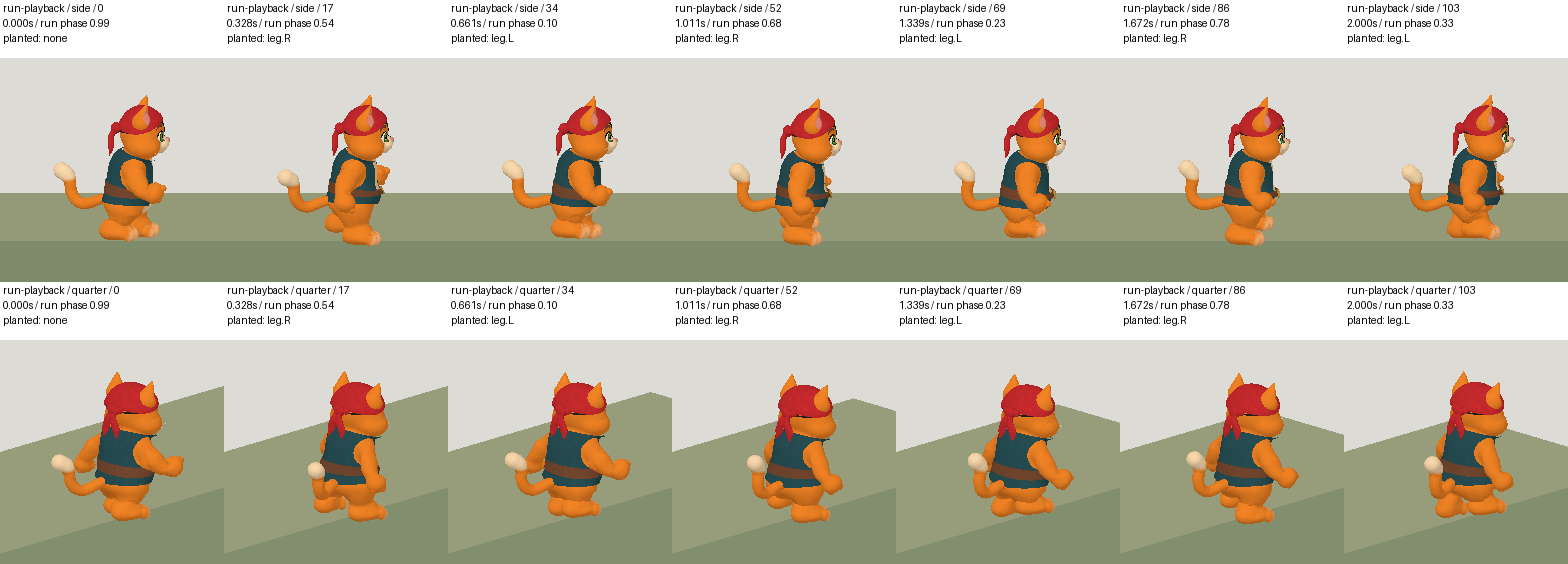 run-playback / side / 0
0.000s / run phase 0.99
planted: none
run-playback / side / 17
0.328s / run phase 0.54
planted: leg.R
run-playback / side / 34
0.661s / run phase 0.10
planted: leg.L
run-playback / side / 52
1.011s / run phase 0.68
planted: leg.R
run-playback / side / 69
1.339s / run phase 0.23
planted: leg.L
run-playback / side / 86
1.672s / run phase 0.78
planted: leg.R
run-playback / side / 103
2.000s / run phase 0.33
planted: leg.L
run-playback / quarter / 0
0.000s / run phase 0.99
planted: none
run-playback / quarter / 17
0.328s / run phase 0.54
planted: leg.R
run-playback / quarter / 34
0.661s / run phase 0.10
planted: leg.L
run-playback / quarter / 52
1.011s / run phase 0.68
planted: leg.R
run-playback / quarter / 69
1.339s / run phase 0.23
planted: leg.L
run-playback / quarter / 86
1.672s / run phase 0.78
planted: leg.R
run-playback / quarter / 103
2.000s / run phase 0.33
planted: leg.L